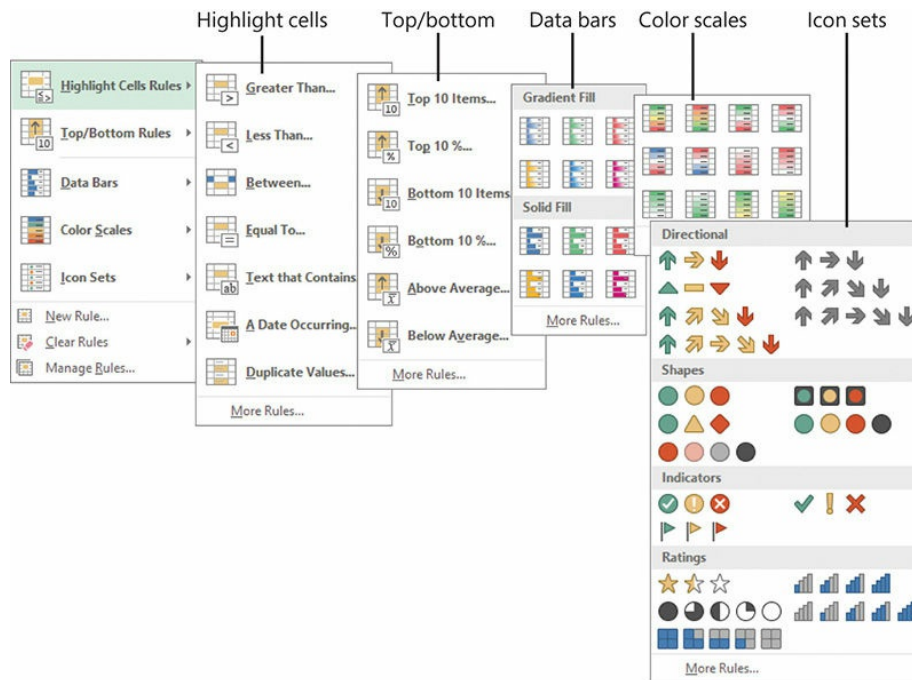 Highlight cells
Top/bottom
Data bars
Color scales
Icon sets
Highlight Cells Rules
Top/Bottom Rules
Data Bars
Color Scales
Icon Sets
New Rule...
Clear Rules
Manage Rules...
Greater Than...
Less Than...
Between...
Equal To...
Text that Contains
A Date Occurring...
Duplicate Values...
More Rules...
Top 10 Items...
Top 10 %...
Bottom 10 Items
Bottom 10 %...
Above Average...
Below Average...
More Rules...
Gradient Fill
Solid Fill
More Rules...
Directional
Shapes
Indicators
Ratings
More Rules...